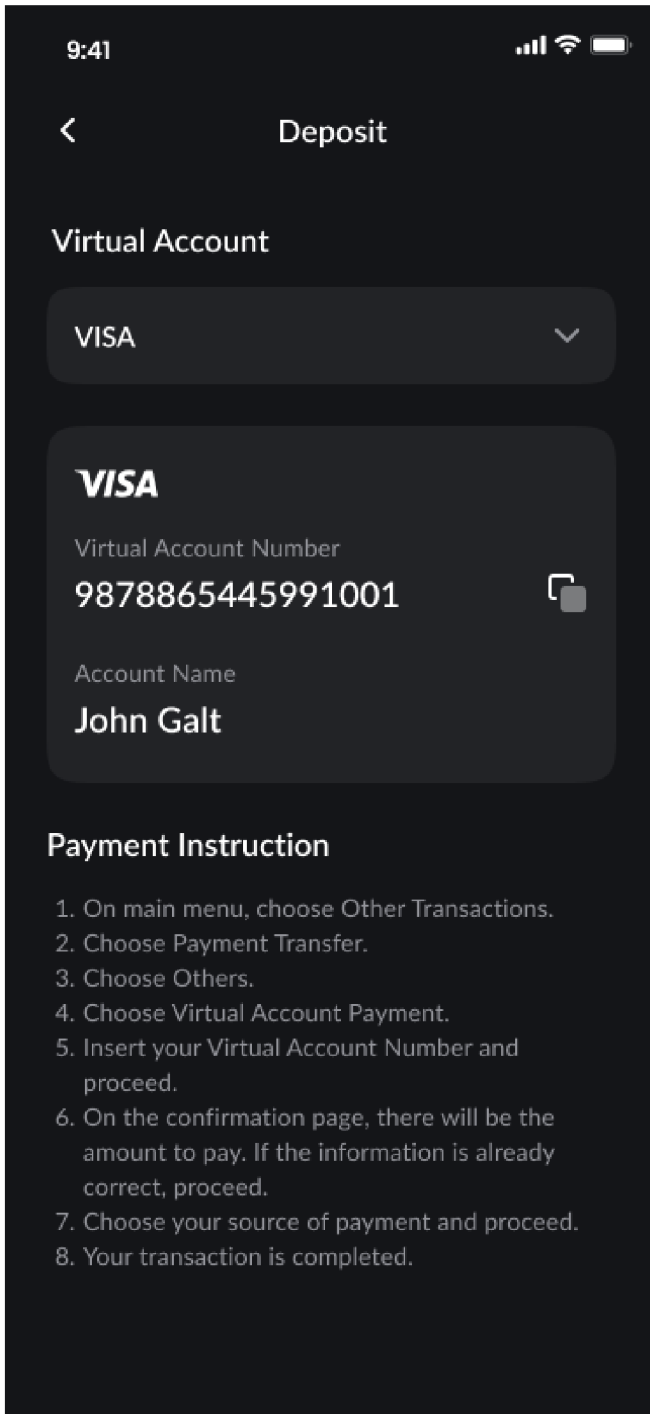 9:41
Deposit
Virtual Account
VISA
VISA
Virtual Account Number
9878865445991001
Account Name
John Galt
Payment Instruction
1. On main menu, choose Other Transactions.
2. Choose Payment Transfer.
3. Choose Others.
4. Choose Virtual Account Payment.
5. Insert your Virtual Account Number and
proceed.
6. On the confirmation page, there will be the
amount to pay. If the information is already
correct, proceed.
7. Choose your source of payment and proceed.
8. Your transaction is completed.